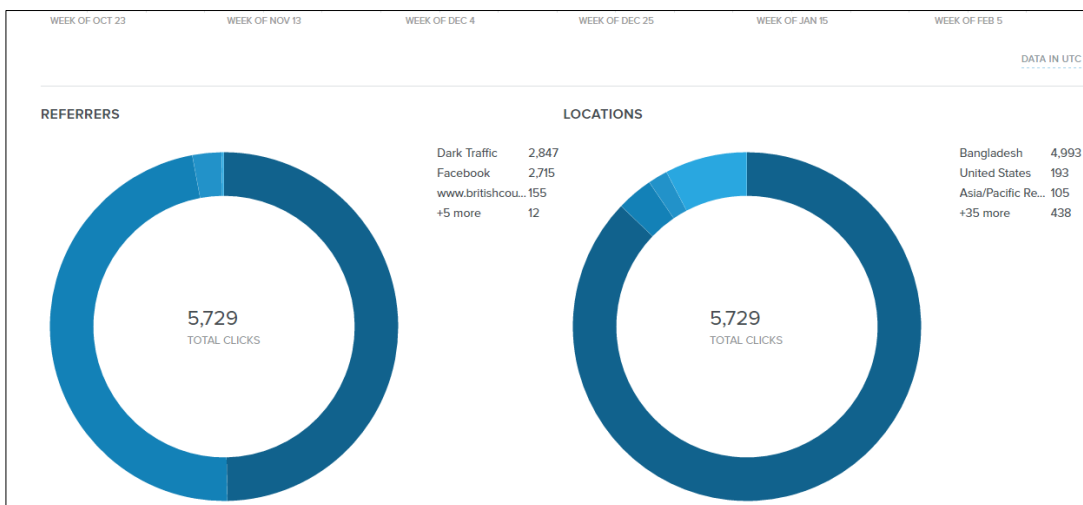 WEEK OF OCT 23 WEEK OF NOV 13 WEEK OF DEC 4 WEEK OF DEC 25 WEEK OF JAN 15 WEEK OF FEB 5
DATA IN UTC
REFERRERS
Dark Traffic 2,847
Facebook 2,715
www.britishcou... 155
+5 more 12
5,729
TOTAL CLICKS
LOCATIONS
Bangladesh 4,993
United States 193
Asia/Pacific Re... 105
+35 more 438
5,729
TOTAL CLICKS